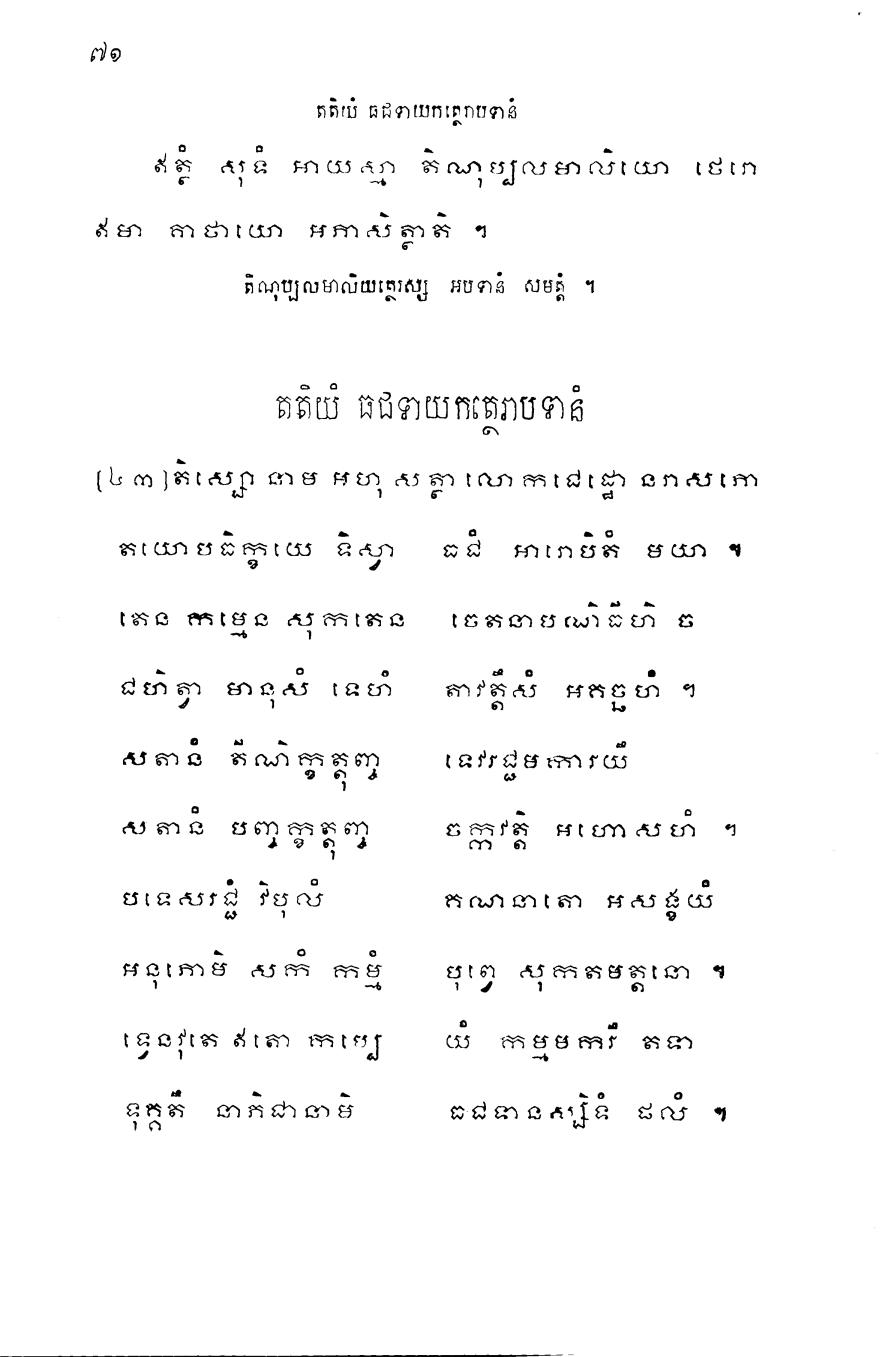 ៧១
តតិយំ ធជទាយកត្ថេរាបទានំ
ឥត្ថំ សុទំ អាយស្មា តិណុប្បលមាលិយោ ថេរោ
ឥមា គាថាយោ អភាសិត្ថាតិ ។
តិណុប្បលមាលិយត្ថេរស្ស អបទានំ សមត្តំ ។
តតិយំ ធជទាយកត្ថេរាបទានំ
[៤៣] តិស្សោ នាម អហុ សត្ថា លោកជេដ្ឋោ នរាសភោ
តយោបធិក្ខយេ ទិស្វា ធជំ អារោបិតំ មយា ៕
តេន កម្មេន សុកតេន ចេតនាបណិធីហិ ច
ជហិត្វា មានុសំ ទេហំ តាវត្តឹសំ អគច្ឆហំ ។
សតានំ តីណិក្ខត្តុញ្ច ទេវរជ្ជមការយឹ
សតានំ បញ្ចក្ខត្តុញ្ច ចក្កវត្តិ អហោសហំ ។
បទេសរជ្ជំ វិបុលំ គណនាតោ អសង្ខយំ
អនុភោមិ សកំ កម្មំ បុព្វេ សុកតមត្តនោ ៕
ទ្វេនវុតេ ឥតោ កប្បេ យំ កម្មមករឹ តទា
ទុគ្គតឹ នាភិជានាមិ ធជទានស្សិទំ ផលំ ៕